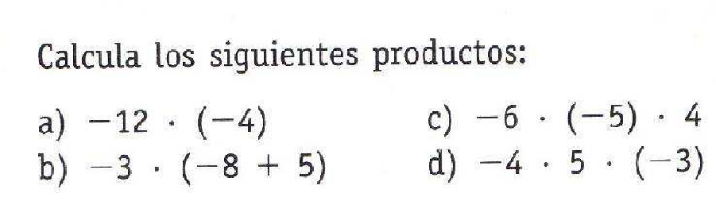 Calcula los siguientes productos:
a) −12 · (−4)
c) −6 · (−5) · 4
b) −3 · (−8 + 5)
d) −4 · 5 · (−3)